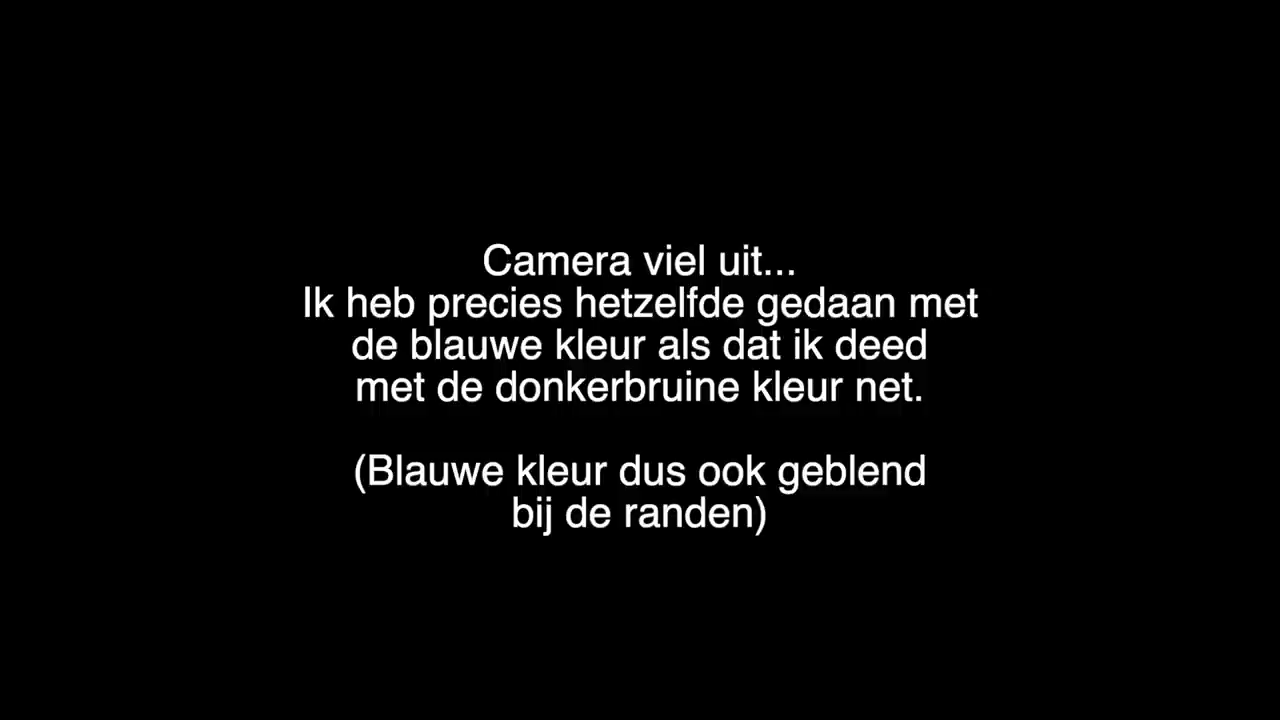 Camera viel uit...
Ik heb precies hetzelfde gedaan met
de blauwe kleur als dat ik deed
met de donkerbruine kleur net.
(Blauwe kleur dus ook geblend
bij de randen)